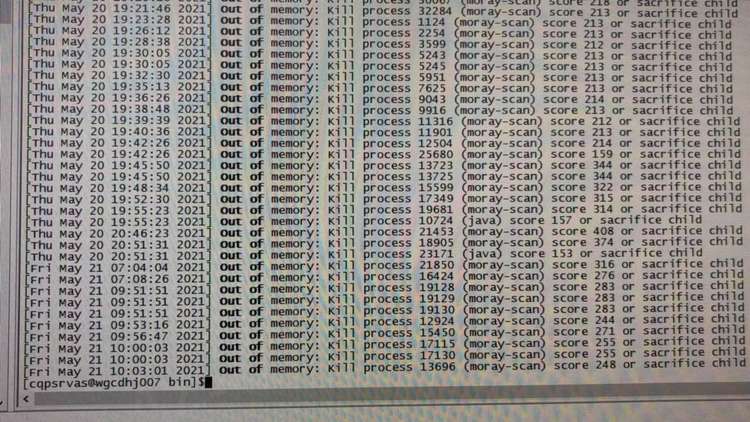 [Thu May 20 19:21:44 2021] Out of memory: Kill process 32284 (moray-scan) score 213 or sacrifice child
[Thu May 20 19:23:28 2021] Out of memory: Kill process 1124 (moray-scan) score 213 or sacrifice child
[Thu May 20 19:26:12 2021] Out of memory: Kill process 2254 (moray-scan) score 213 or sacrifice child
[Thu May 20 19:28:38 2021] Out of memory: Kill process 3599 (moray-scan) score 212 or sacrifice child
[Thu May 20 19:30:05 2021] Out of memory: Kill process 5243 (moray-scan) score 213 or sacrifice child
[Thu May 20 19:30:05 2021] Out of memory: Kill process 5245 (moray-scan) score 213 or sacrifice child
[Thu May 20 19:32:30 2021] Out of memory: Kill process 5951 (moray-scan) score 213 or sacrifice child
[Thu May 20 19:35:13 2021] Out of memory: Kill process 7625 (moray-scan) score 213 or sacrifice child
[Thu May 20 19:36:26 2021] Out of memory: Kill process 9043 (moray-scan) score 214 or sacrifice child
[Thu May 20 19:38:48 2021] Out of memory: Kill process 9916 (moray-scan) score 213 or sacrifice child
[Thu May 20 19:39:39 2021] Out of memory: Kill process 11316 (moray-scan) score 212 or sacrifice child
[Thu May 20 19:40:36 2021] Out of memory: Kill process 11901 (moray-scan) score 213 or sacrifice child
[Thu May 20 19:42:26 2021] Out of memory: Kill process 12504 (moray-scan) score 214 or sacrifice child
[Thu May 20 19:42:26 2021] Out of memory: Kill process 25680 (moray-scan) score 159 or sacrifice child
[Thu May 20 19:45:50 2021] Out of memory: Kill process 13723 (moray-scan) score 344 or sacrifice child
[Thu May 20 19:45:50 2021] Out of memory: Kill process 13725 (moray-scan) score 344 or sacrifice child
[Thu May 20 19:48:34 2021] Out of memory: Kill process 15599 (moray-scan) score 322 or sacrifice child
[Thu May 20 19:52:30 2021] Out of memory: Kill process 17349 (moray-scan) score 315 or sacrifice child
[Thu May 20 19:55:23 2021] Out of memory: Kill process 19681 (moray-scan) score 314 or sacrifice child
[Thu May 20 19:55:23 2021] Out of memory: Kill process 10724 (java) score 157 or sacrifice child
[Thu May 20 20:46:23 2021] Out of memory: Kill process 21453 (moray-scan) score 408 or sacrifice child
[Thu May 20 20:51:31 2021] Out of memory: Kill process 18905 (moray-scan) score 374 or sacrifice child
[Thu May 20 20:51:31 2021] Out of memory: Kill process 23171 (java) score 153 or sacrifice child
[Fri May 21 07:04:04 2021] Out of memory: Kill process 21850 (moray-scan) score 316 or sacrifice child
[Fri May 21 07:08:26 2021] Out of memory: Kill process 16424 (moray-scan) score 276 or sacrifice child
[Fri May 21 09:51:51 2021] Out of memory: Kill process 19128 (moray-scan) score 283 or sacrifice child
[Fri May 21 09:51:51 2021] Out of memory: Kill process 19129 (moray-scan) score 283 or sacrifice child
[Fri May 21 09:51:51 2021] Out of memory: Kill process 19130 (moray-scan) score 283 or sacrifice child
[Fri May 21 09:53:16 2021] Out of memory: Kill process 12924 (moray-scan) score 244 or sacrifice child
[Fri May 21 09:56:47 2021] Out of memory: Kill process 15450 (moray-scan) score 271 or sacrifice child
[Fri May 21 10:00:03 2021] Out of memory: Kill process 17115 (moray-scan) score 255 or sacrifice child
[Fri May 21 10:00:03 2021] Out of memory: Kill process 17130 (moray-scan) score 255 or sacrifice child
[Fri May 21 10:03:01 2021] Out of memory: Kill process 13696 (moray-scan) score 248 or sacrifice child
[cqpsrvas@wgcdhj007 bin]$